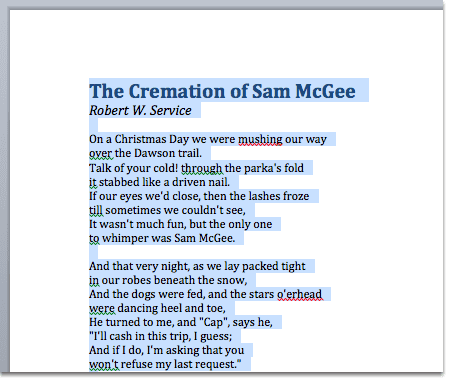 The Cremation of Sam McGee
Robert W. Service
On a Christmas Day we were mushing our way
over the Dawson trail.
Talk of your cold! through the parka's fold
it stabbed like a driven nail.
If our eyes we'd close, then the lashes froze
till sometimes we couldn't see,
It wasn't much fun, but the only one
to whimper was Sam McGee.
And that very night, as we lay packed tight
in our robes beneath the snow,
And the dogs were fed, and the stars o'erhead
were dancing heel and toe,
He turned to me, and "Cap", says he,
"I'll cash in this trip, I guess;
And if I do, I'm asking that you
won't refuse my last request."